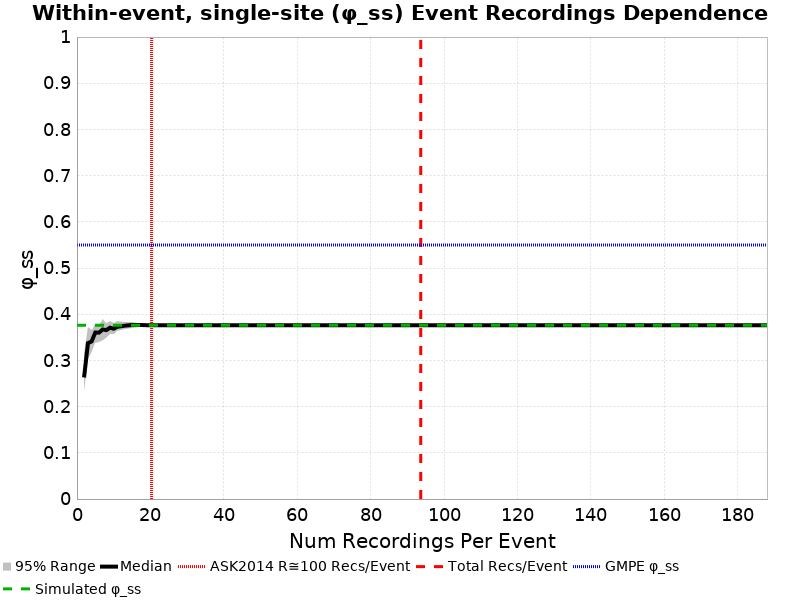 Within-event, single-site (φ_ss) Event Recordings Dependence
1
0.9
0.8
0.7
0.6
0.5
0.4
0.3
0.2
0.1
0
φ_ss
0 20 40 60 80 100 120 140 160 180
Num Recordings Per Event
95% Range Median ASK2014 R≅100 Recs/Event Total Recs/Event GMPE φ_ss
Simulated φ_ss